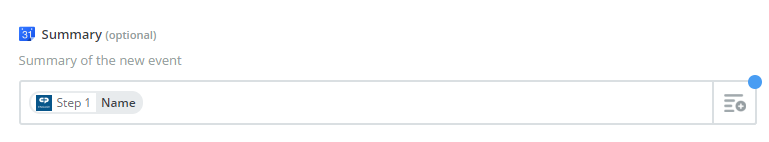 31 Summary (optional)
Summary of the new event
Step 1 Name